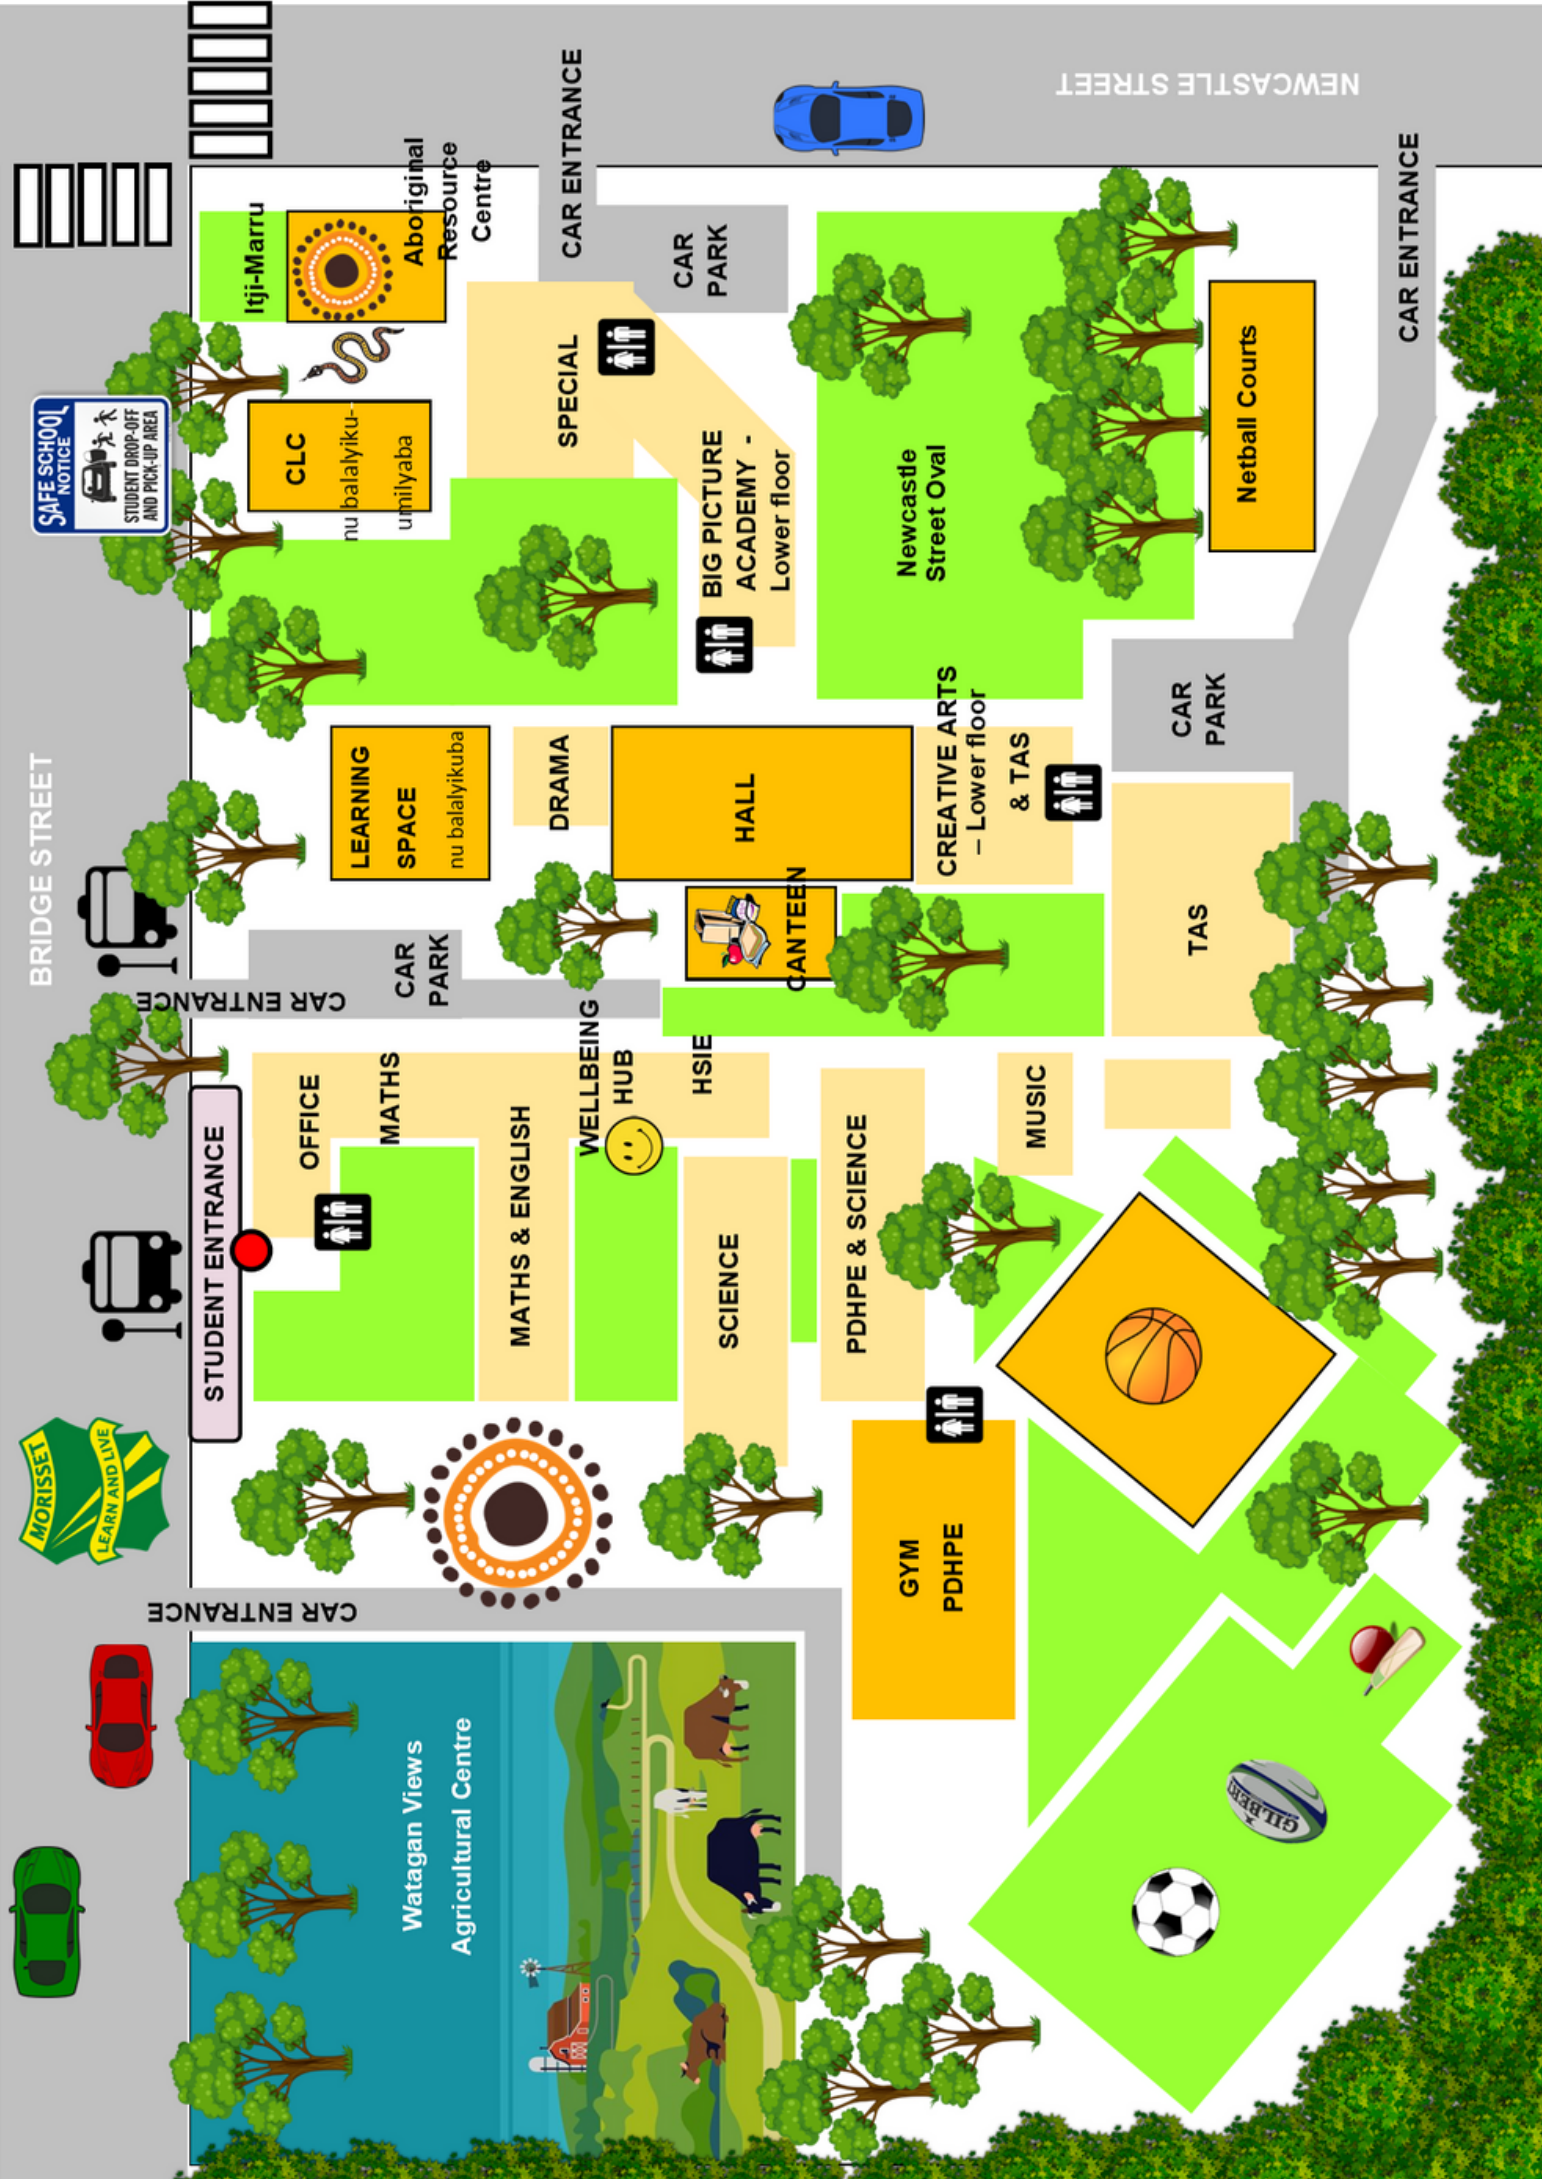 BRIDGE STREET
NEWCASTLE STREET
MORISSET
LEARN AND LIVE
STUDENT ENTRANCE
SAFE SCHOOL
NOTICE
STUDENT DROP-OFF
AND PICK-UP AREA
CAR ENTRANCE
CAR ENTRANCE
CAR ENTRANCE
CAR ENTRANCE
Watagan Views
Agricultural Centre
OFFICE
MATHS
MATHS & ENGLISH
WELLBEING
HUB
HSIE
SCIENCE
PDHPE & SCIENCE
MUSIC
GYM
PDHPE
GILBERT
CAR
PARK
LEARNING
SPACE
nu balalyikuba
DRAMA
HALL
CANTEEN
CREATIVE ARTS
– Lower floor
& TAS
TAS
CAR
PARK
CLC
nu balalyiku-
umilyaba
Itji-Marru
Aboriginal
Resource
Centre
SPECIAL
BIG PICTURE
ACADEMY -
Lower floor
CAR
PARK
Newcastle
Street Oval
Netball Courts